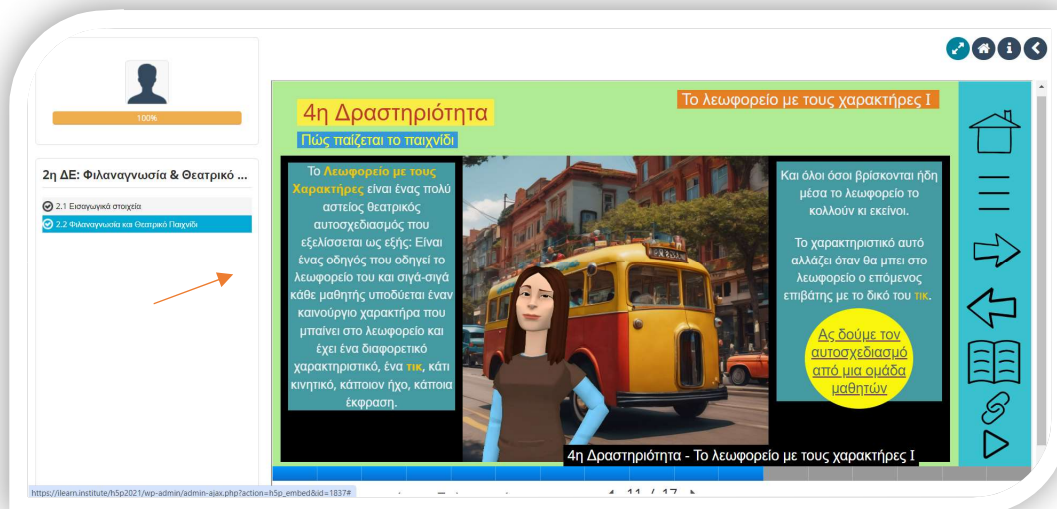 100%
2η ΔΕ: Φιλαναγνωσία & Θεατρικό ...
2.1 Εισαγωγικά στοιχεία
2.2 Φιλαναγνωσία και Θεατρικό Παιχνίδι
4η Δραστηριότητα
Πώς παίζεται το παιχνίδι
Το λεωφορείο με τους χαρακτήρες Ι
Το Λεωφορείο με τους
Χαρακτήρες είναι ένας πολύ
αστείος θεατρικός
αυτοσχεδιασμός που
εξελίσσεται ως εξής: Είναι
ένας οδηγός που οδηγεί το
λεωφορείο του και σιγά-σιγά
κάθε μαθητής υποδύεται έναν
καινούργιο χαρακτήρα που
μπαίνει στο λεωφορείο και
έχει ένα διαφορετικό
χαρακτηριστικό, ένα τικ, κάτι
κινητικό, κάποιον ήχο, κάποια
έκφραση.
Και όλοι όσοι βρίσκονται ήδη
μέσα το λεωφορείο το
κολλούν κι εκείνοι.
Το χαρακτηριστικό αυτό
αλλάζει όταν θα μπει στο
λεωφορείο ο επόμενος
επιβάτης με το δικό του τικ.
Ας δούμε τον
αυτοσχεδιασμό
από μια ομάδα
μαθητών
4η Δραστηριότητα - Το λεωφορείο με τους χαρακτήρες Ι
11 / 17
https://ilearn.institute/h5p2021/wp-admin/admin-ajax.php?action=h5p_embed&id=1837#